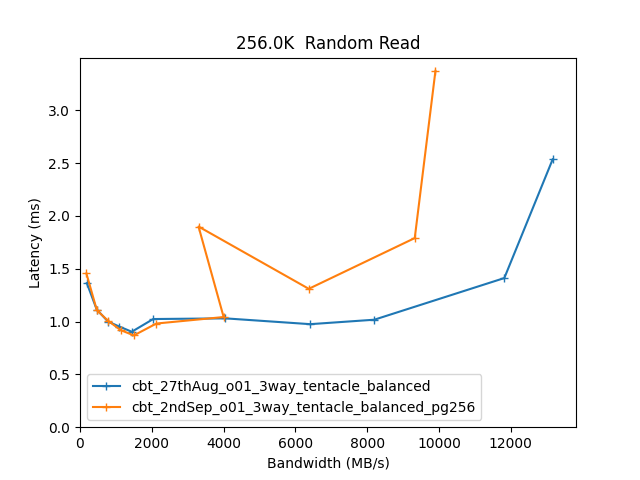 256.0K  Random Read
Latency (ms)
3.0
2.5
2.0
1.5
1.0
0.5
0.0
cbt_27thAug_o01_3way_tentacle_balanced
cbt_2ndSep_o01_3way_tentacle_balanced_pg256
0 2000 4000 6000 8000 10000 12000
Bandwidth (MB/s)